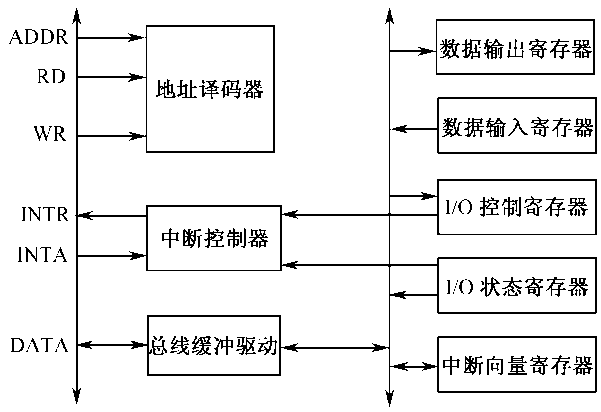 ADDR
RD
WR
INTR
INTA
DATA
地址译码器
中断控制器
总线缓冲驱动
数据输出寄存器
数据输入寄存器
I/O 控制寄存器
I/O 状态寄存器
中断向量寄存器